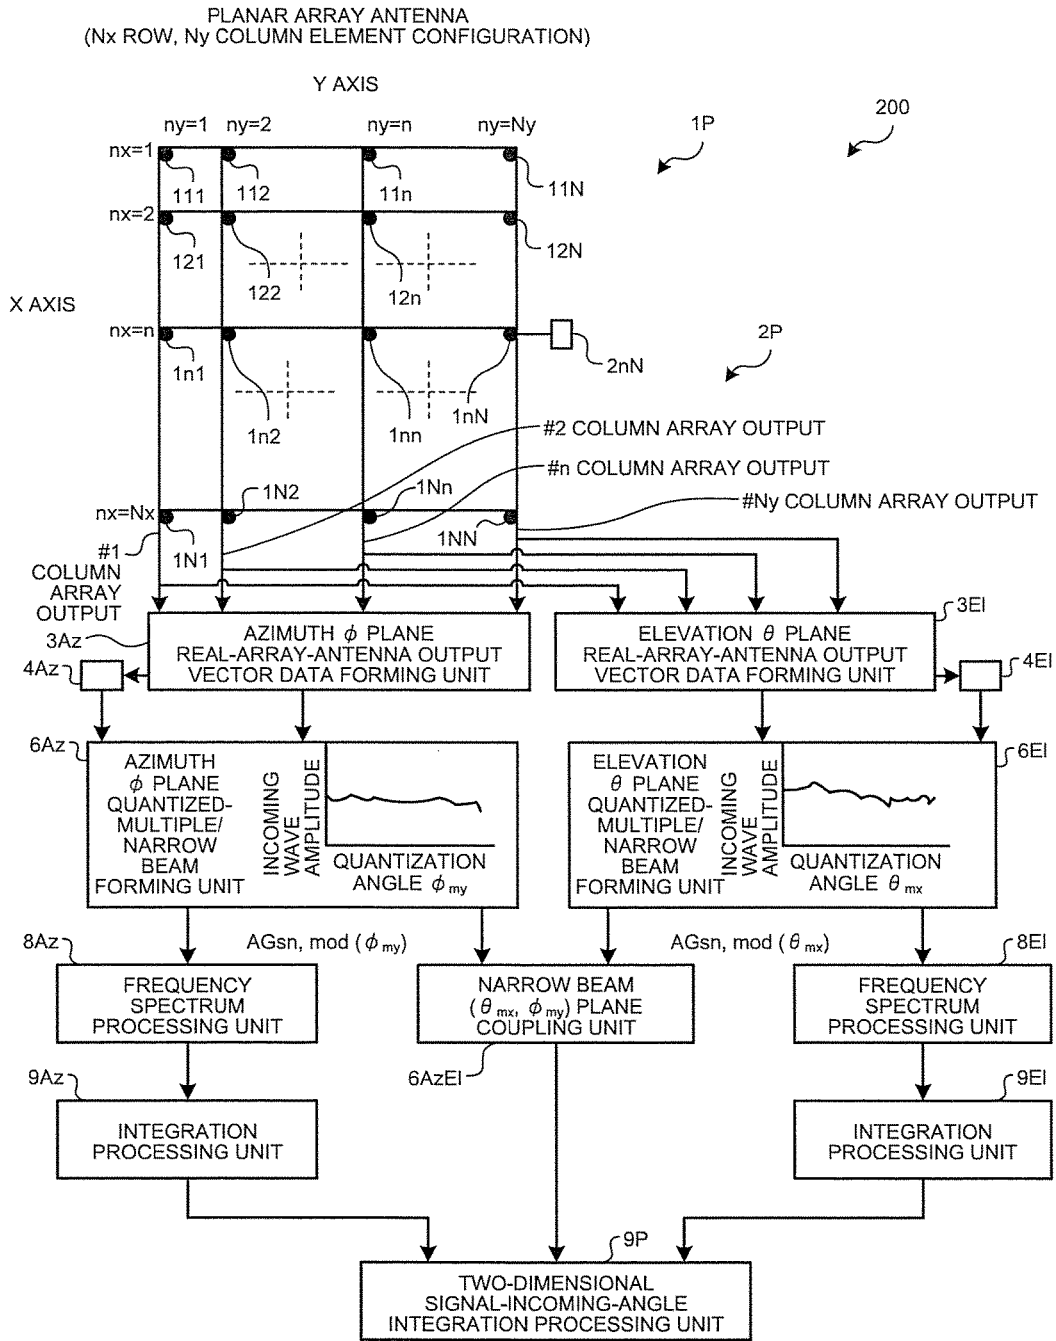 PLANAR ARRAY ANTENNA
(Nx ROW, Ny COLUMN ELEMENT CONFIGURATION)
Y AXIS
200
1P
ny=1 ny=2 ny=n ny=Ny
nx=1
111 112 11n 11N
nx=2
121 122 12n 12N
X AXIS
nx=n
2nN
2P
1n1 1n2 1nn 1nN
#2 COLUMN ARRAY OUTPUT
#n COLUMN ARRAY OUTPUT
#Ny COLUMN ARRAY OUTPUT
nx=Nx
1N1 1N2 1Nn 1NN
#1
COLUMN
ARRAY
OUTPUT
3Az
AZIMUTH ϕ PLANE
REAL-ARRAY-ANTENNA OUTPUT
VECTOR DATA FORMING UNIT
3El
ELEVATION θ PLANE
REAL-ARRAY-ANTENNA OUTPUT
VECTOR DATA FORMING UNIT
4Az
4El
6Az
AZIMUTH
ϕ PLANE
QUANTIZED-
MULTIPLE/
NARROW
BEAM
FORMING UNIT
INCOMING
WAVE
AMPLITUDE
QUANTIZATION
ANGLE ϕmy
6El
ELEVATION
θ PLANE
QUANTIZED-
MULTIPLE/
NARROW
BEAM
FORMING UNIT
INCOMING
WAVE
AMPLITUDE
QUANTIZATION
ANGLE θmx
AGsn, mod (ϕmy)
AGsn, mod (θmx)
8Az
FREQUENCY
SPECTRUM
PROCESSING UNIT
NARROW BEAM
(θmx, ϕmy) PLANE
COUPLING UNIT
6AzEl
8El
FREQUENCY
SPECTRUM
PROCESSING UNIT
9Az
INTEGRATION
PROCESSING UNIT
9El
INTEGRATION
PROCESSING UNIT
9P
TWO-DIMENSIONAL
SIGNAL-INCOMING-ANGLE
INTEGRATION PROCESSING UNIT